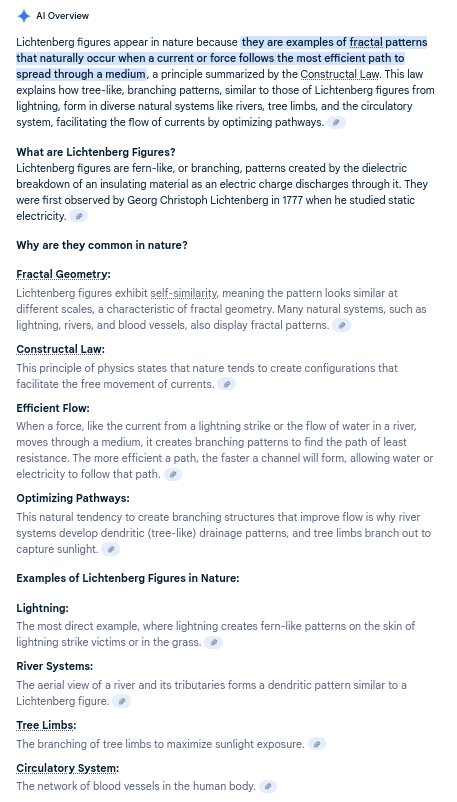 AI Overview
Lichtenberg figures appear in nature because they are examples of fractal patterns
that naturally occur when a current or force follows the most efficient path to
spread through a medium, a principle summarized by the Constructal Law. This law
explains how tree-like, branching patterns, similar to those of Lichtenberg figures from
lightning, form in diverse natural systems like rivers, tree limbs, and the circulatory
system, facilitating the flow of currents by optimizing pathways.
What are Lichtenberg Figures?
Lichtenberg figures are fern-like, or branching, patterns created by the dielectric
breakdown of an insulating material as an electric charge discharges through it. They
were first observed by Georg Christoph Lichtenberg in 1777 when he studied static
electricity.
Why are they common in nature?
Fractal Geometry:
Lichtenberg figures exhibit self-similarity, meaning the pattern looks similar at
different scales, a characteristic of fractal geometry. Many natural systems, such as
lightning, rivers, and blood vessels, also display fractal patterns.
Constructal Law:
This principle of physics states that nature tends to create configurations that
facilitate the free movement of currents.
Efficient Flow:
When a force, like the current from a lightning strike or the flow of water in a river,
moves through a medium, it creates branching patterns to find the path of least
resistance. The more efficient a path, the faster a channel will form, allowing water or
electricity to follow that path.
Optimizing Pathways:
This natural tendency to create branching structures that improve flow is why river
systems develop dendritic (tree-like) drainage patterns, and tree limbs branch out to
capture sunlight.
Examples of Lichtenberg Figures in Nature:
Lightning:
The most direct example, where lightning creates fern-like patterns on the skin of
lightning strike victims or in the grass.
River Systems:
The aerial view of a river and its tributaries forms a dendritic pattern similar to a
Lichtenberg figure.
Tree Limbs:
The branching of tree limbs to maximize sunlight exposure.
Circulatory System:
The network of blood vessels in the human body.